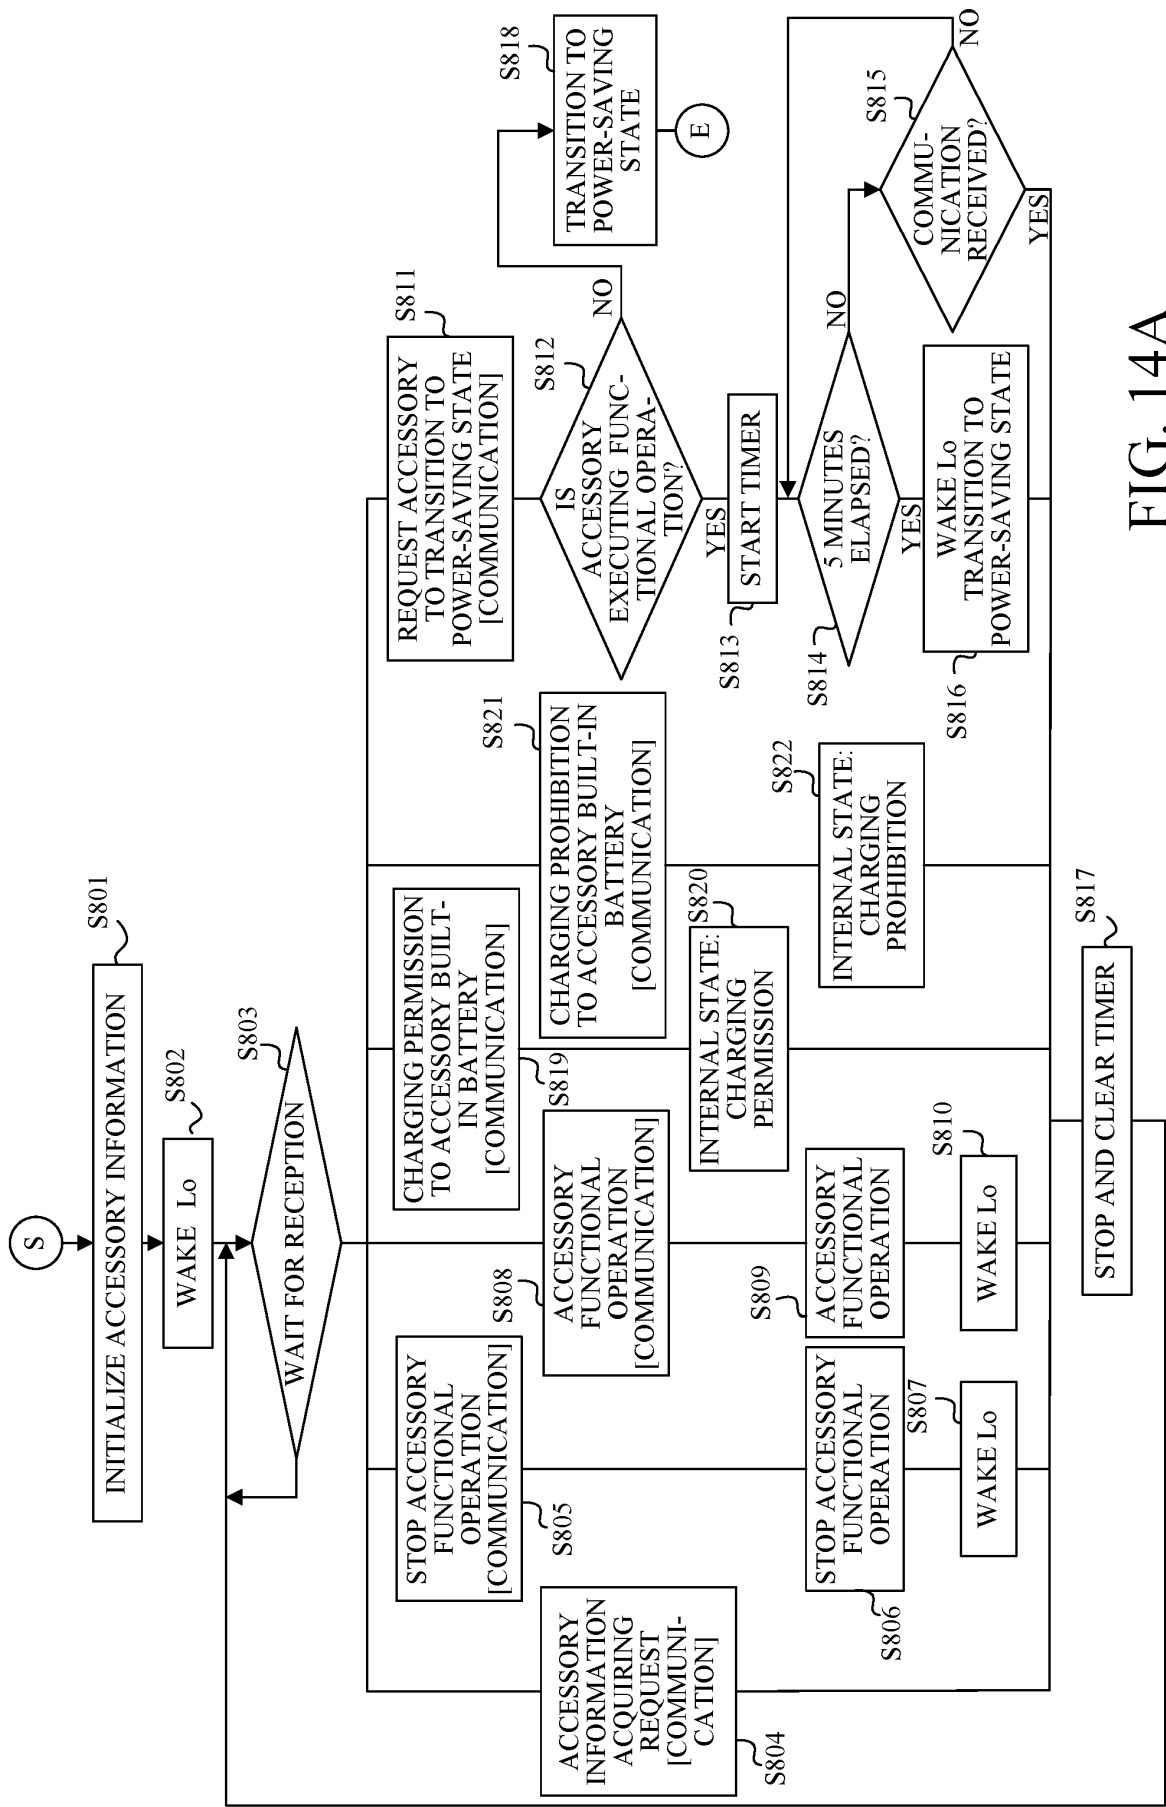 S
S801
INITIALIZE ACCESSORY INFORMATION
S802
WAKE Lo
S803
WAIT FOR RECEPTION
ACCESSORY
INFORMATION
ACQUIRING
REQUEST
[COMMUNI-
CATION]
S804
STOP ACCESSORY
FUNCTIONAL
OPERATION
[COMMUNICATION]
S805
STOP ACCESSORY
FUNCTIONAL
OPERATION
S806
S807
WAKE Lo
S808
ACCESSORY
FUNCTIONAL
OPERATION
[COMMUNICATION]
S809
ACCESSORY
FUNCTIONAL
OPERATION
S810
WAKE Lo
CHARGING PERMISSION
TO ACCESSORY BUILT-
IN BATTERY
[COMMUNICATION]
S819
S820
INTERNAL STATE:
CHARGING
PERMISSION
S821
CHARGING PROHIBITION
TO ACCESSORY BUILT-IN
BATTERY
[COMMUNICATION]
S822
INTERNAL STATE:
CHARGING
PROHIBITION
S811
REQUEST ACCESSORY
TO TRANSITION TO
POWER-SAVING STATE
[COMMUNICATION]
S812
IS
ACCESSORY
EXECUTING FUNC-
TIONAL OPERA-
TION?
NO
YES
S818
TRANSITION TO
POWER-SAVING
STATE
E
S813
START TIMER
S814
5 MINUTES
ELAPSED?
NO
YES
S815
COMMU-
NICATION
RECEIVED?
NO
YES
S816
WAKE Lo
TRANSITION TO
POWER-SAVING STATE
S817
STOP AND CLEAR TIMER
FIG. 14A